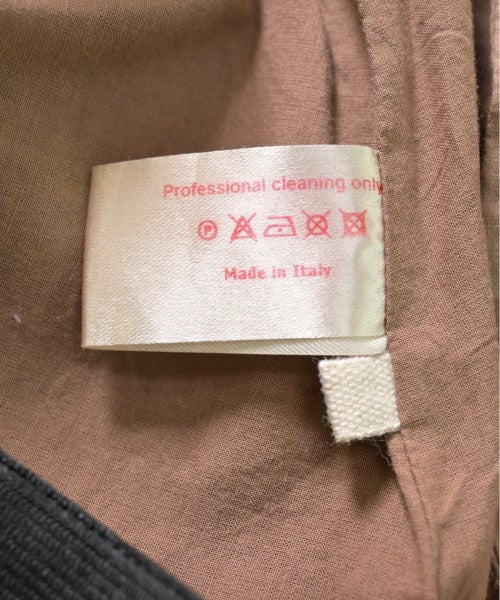 Professional cleaning only
P
Made in Italy